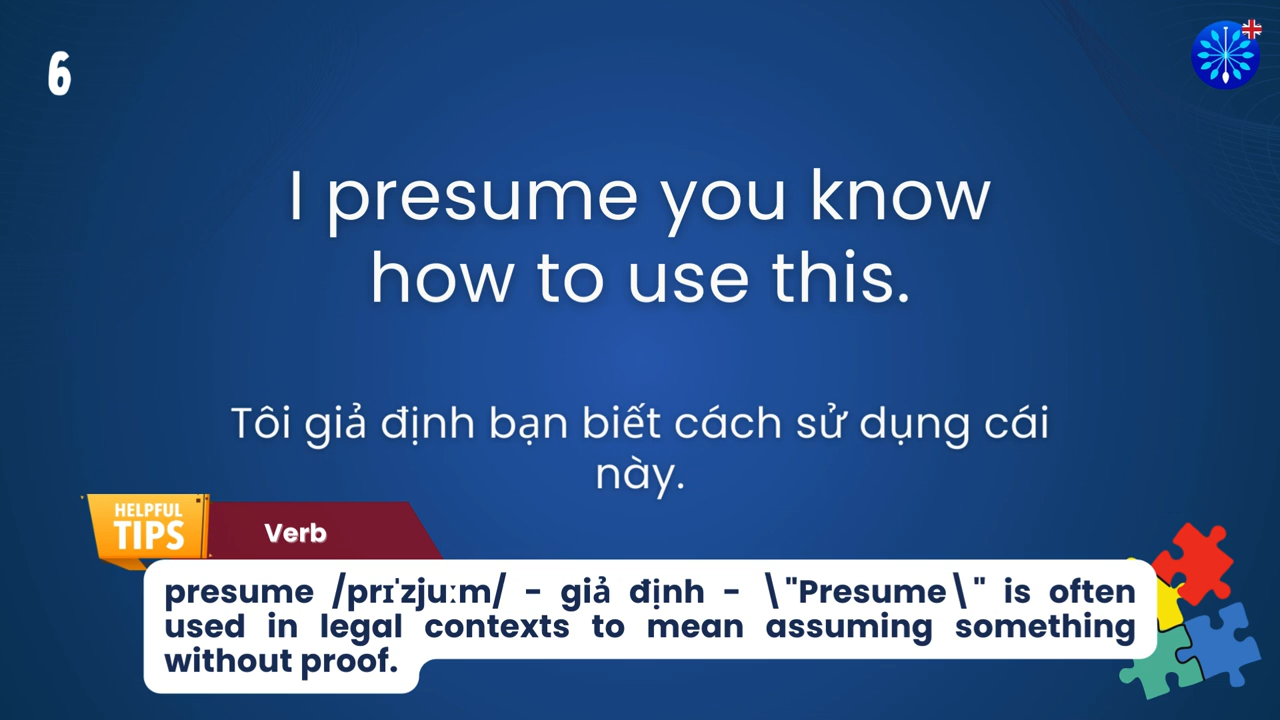 6
I presume you know
how to use this.
Tôi giả định bạn biết cách sử dụng cái
này.
HELPFUL
TIPS
Verb
presume /prɪˈzjuːm/ - giả định - \"Presume\" is often
used in legal contexts to mean assuming something
without proof.